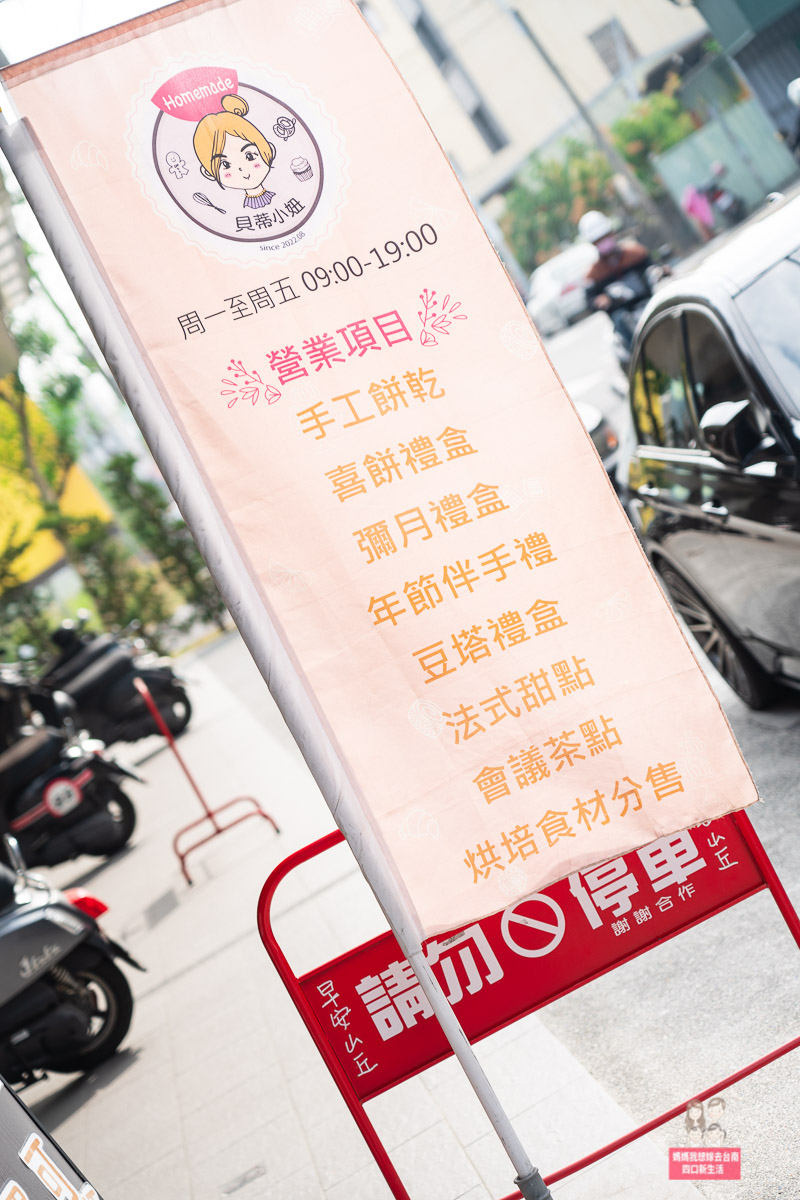 Homemade
貝蒂小妞
since 2022.08
周一至周五 09:00-19:00
營業項目
手工餅乾
喜餅禮盒
彌月禮盒
年節伴手禮
豆塔禮盒
法式甜點
會議茶點
烘培食材分售
請勿停車
謝謝合作
早安山丘
山丘
媽媽我想嫁去台南
四口新生活